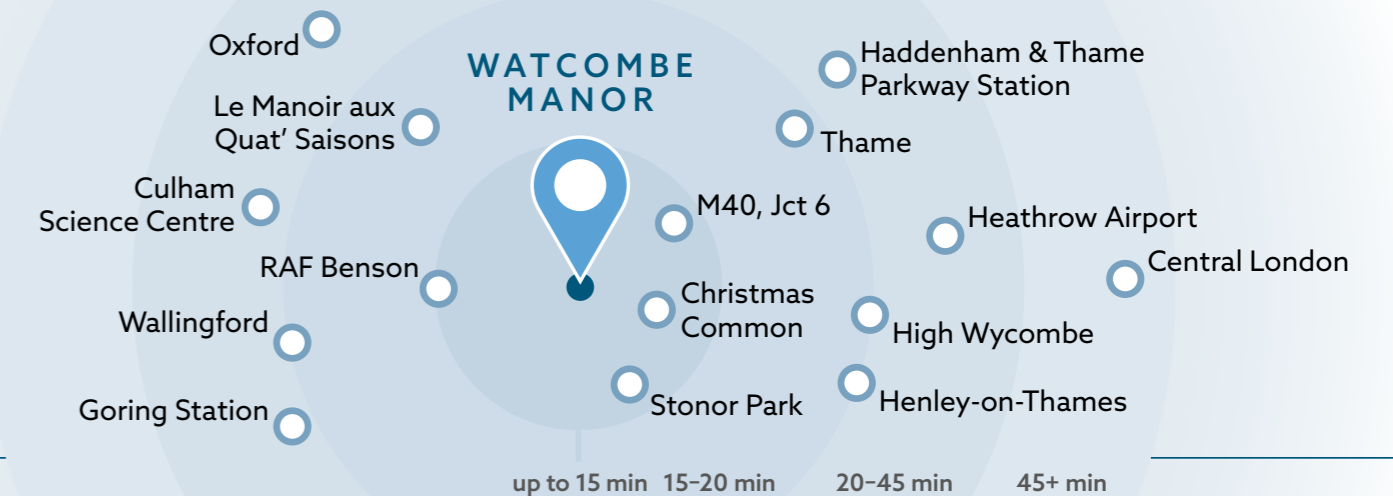 Oxford
WATCOMBE
MANOR
Haddenham & Thame
Parkway Station
Le Manoir aux
Quat’ Saisons
Thame
Culham
Science Centre
M40, Jct 6
Heathrow Airport
RAF Benson
Central London
Christmas
Common
Wallingford
High Wycombe
Goring Station
Stonor Park
Henley-on-Thames
up to 15 min 15–20 min 20–45 min 45+ min